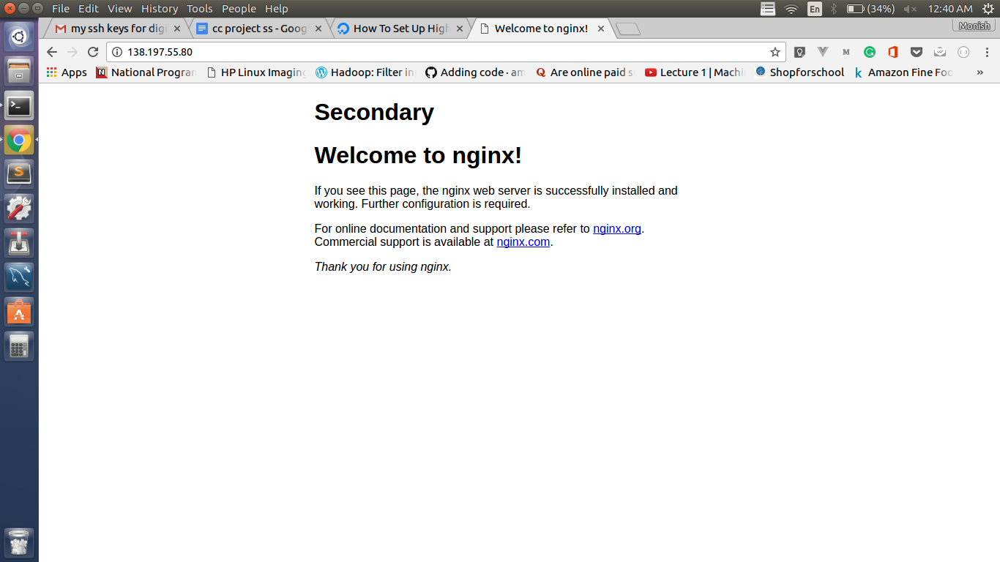 File Edit View History Tools People Help
En (34%) 12:40 AM
my ssh keys for digi cc project ss - Goog How To Set Up High Welcome to nginx! Monish
138.197.55.80
Apps National Program HP Linux Imaging Hadoop: Filter in Adding code · am Are online paid s Lecture 1 | Machi Shopforschool Amazon Fine Foo »
Secondary
Welcome to nginx!
If you see this page, the nginx web server is successfully installed and
working. Further configuration is required.
For online documentation and support please refer to nginx.org.
Commercial support is available at nginx.com.
Thank you for using nginx.